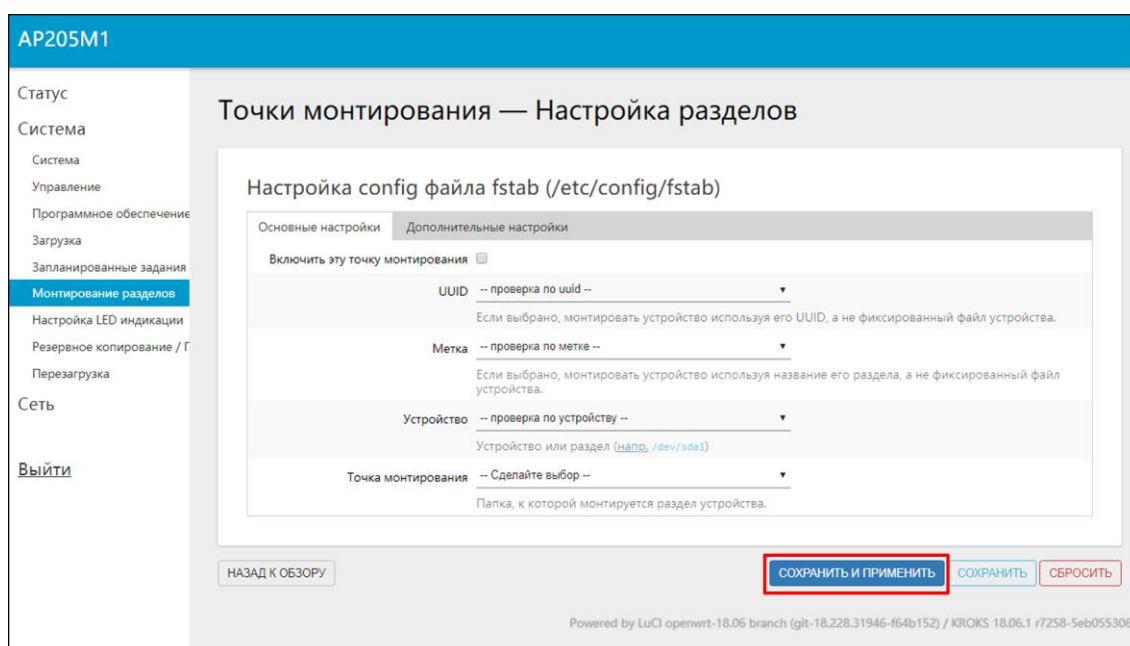 AP205M1
Статус
Система
Система
Управление
Программное обеспечение
Загрузка
Запланированные задания
Монтирование разделов
Настройка LED индикации
Резервное копирование / П
Перезагрузка
Сеть
Выйти
Точки монтирования — Настройка разделов
Настройка config файла fstab (/etc/config/fstab)
Основные настройки Дополнительные настройки
Включить эту точку монтирования
UUID -- проверка по uuid --
Если выбрано, монтировать устройство используя его UUID, а не фиксированный файл устройства.
Метка -- проверка по метке --
Если выбрано, монтировать устройство используя название его раздела, а не фиксированный файл
устройства.
Устройство -- проверка по устройству --
Устройство или раздел (напр. /dev/sda1)
Точка монтирования -- Сделайте выбор --
Папка, к которой монтируется раздел устройства.
НАЗАД К ОБЗОРУ СОХРАНИТЬ И ПРИМЕНИТЬ СОХРАНИТЬ СБРОСИТЬ
Powered by LuCI openwrt-18.06 branch (git-18.228.31946-f64b152) / KROKS 18.06.1 r7258-5eb055306